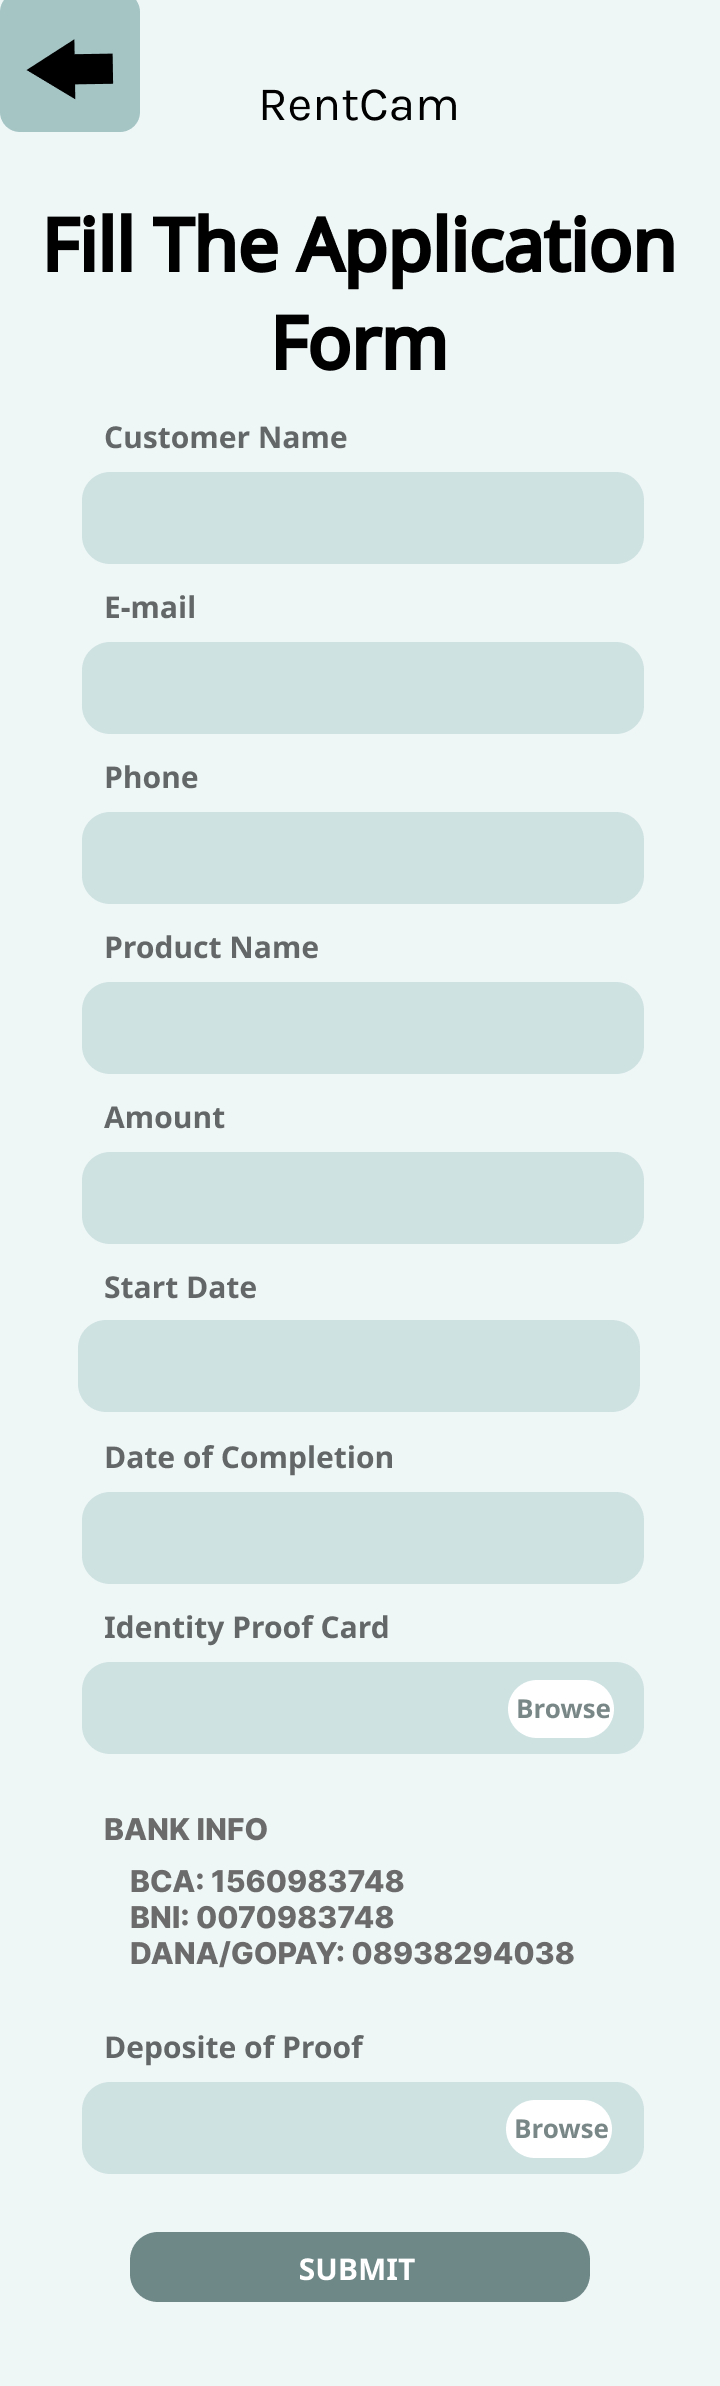 RentCam
Fill The Application
Form
Customer Name
E-mail
Phone
Product Name
Amount
Start Date
Date of Completion
Identity Proof Card
Browse
BANK INFO
BCA: 1560983748
BNI: 0070983748
DANA/GOPAY: 08938294038
Deposite of Proof
Browse
SUBMIT